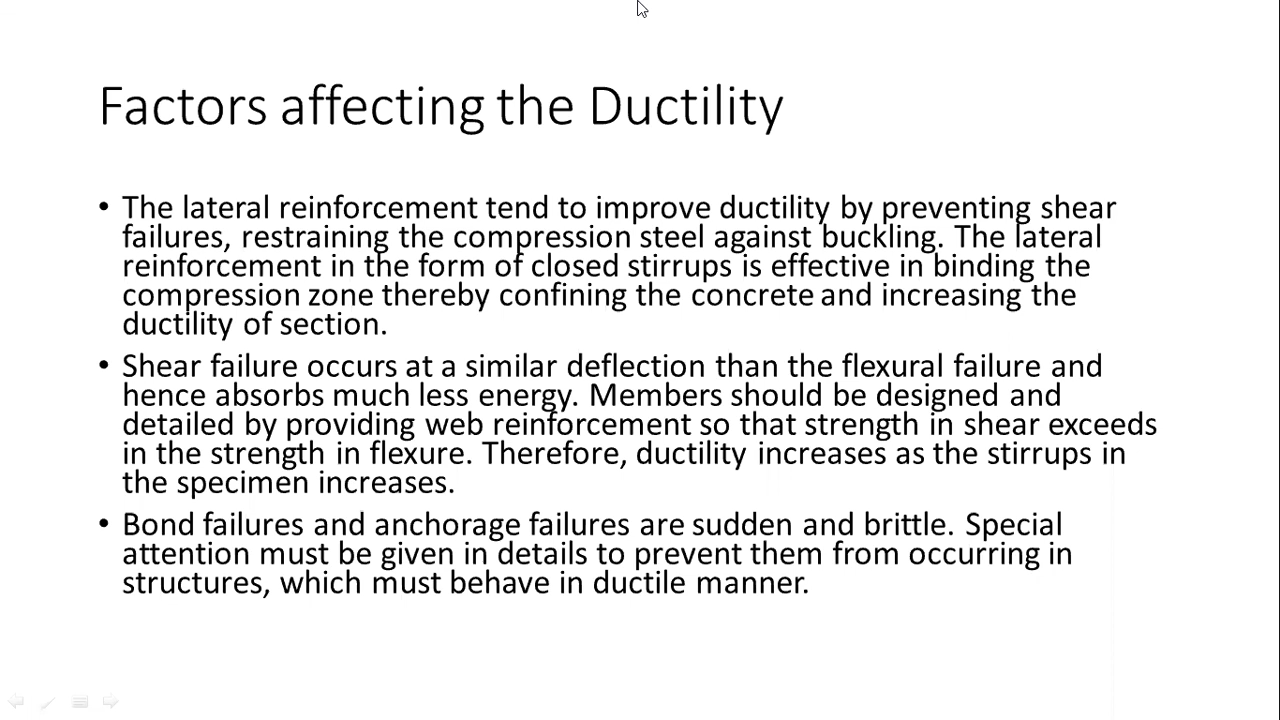 Factors affecting the Ductility
• The lateral reinforcement tend to improve ductility by preventing shear
failures, restraining the compression steel against buckling. The lateral
reinforcement in the form of closed stirrups is effective in binding the
compression zone thereby confining the concrete and increasing the
ductility of section.
• Shear failure occurs at a similar deflection than the flexural failure and
hence absorbs much less energy. Members should be designed and
detailed by providing web reinforcement so that strength in shear exceeds
in the strength in flexure. Therefore, ductility increases as the stirrups in
the specimen increases.
• Bond failures and anchorage failures are sudden and brittle. Special
attention must be given in details to prevent them from occurring in
structures, which must behave in ductile manner.